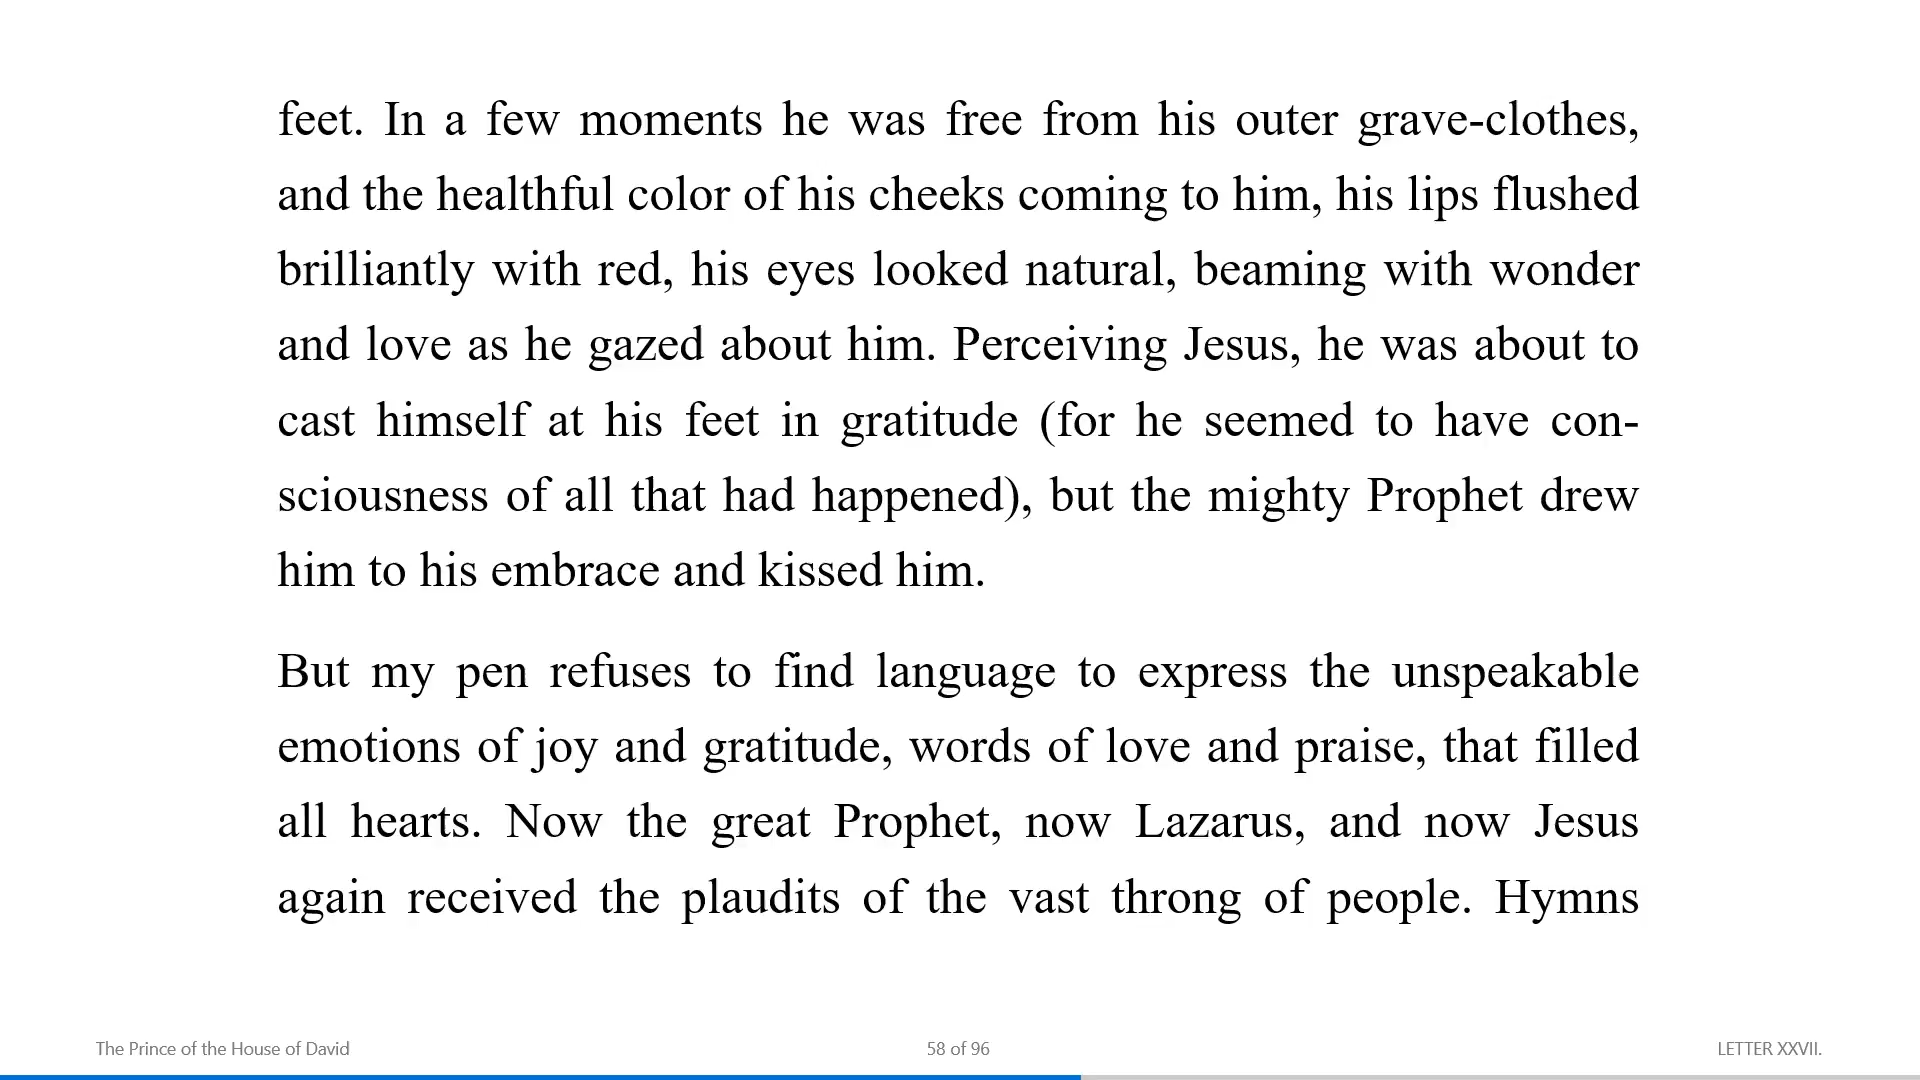 feet. In a few moments he was free from his outer grave-clothes,
and the healthful color of his cheeks coming to him, his lips flushed
brilliantly with red, his eyes looked natural, beaming with wonder
and love as he gazed about him. Perceiving Jesus, he was about to
cast himself at his feet in gratitude (for he seemed to have con-
sciousness of all that had happened), but the mighty Prophet drew
him to his embrace and kissed him.
But my pen refuses to find language to express the unspeakable
emotions of joy and gratitude, words of love and praise, that filled
all hearts. Now the great Prophet, now Lazarus, and now Jesus
again received the plaudits of the vast throng of people. Hymns
The Prince of the House of David
58 of 96
LETTER XXVII.